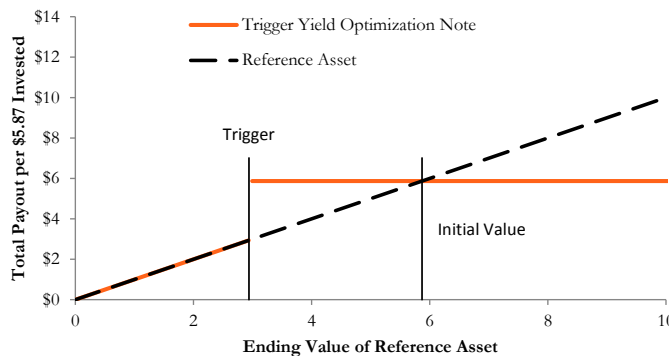 Trigger Yield Optimization Note
Reference Asset
Total Payout per $5.87 Invested
$14
$12
$10
$8
$6
$4
$2
$0
Trigger
Initial Value
0
2
4
6
8
10
Ending Value of Reference Asset